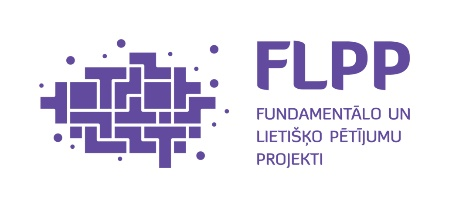 FLPP
FUNDAMENTĀLO UN
LIETIŠĶO PĒTĪJUMU
PROJEKTI